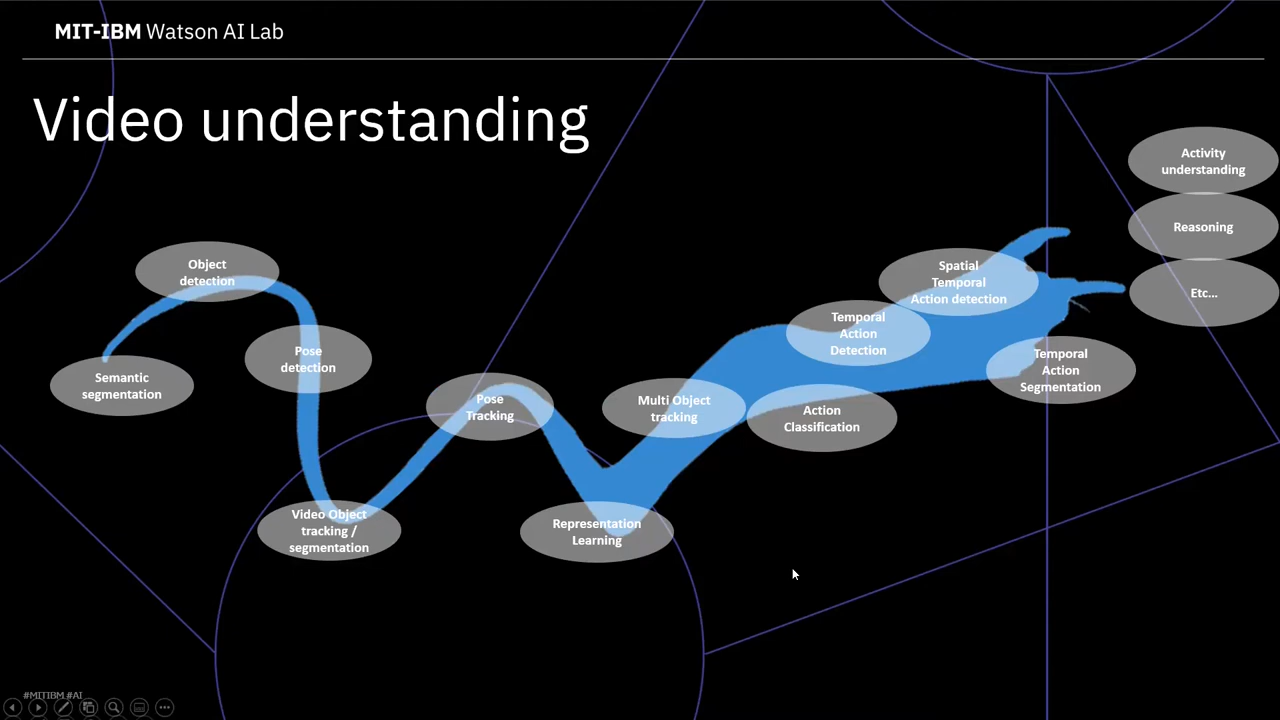 MIT-IBM Watson AI Lab
Video understanding
Activity
understanding
Reasoning
Etc...
Object
detection
Semantic
segmentation
Pose
detection
Video Object
tracking /
segmentation
Pose
Tracking
Representation
Learning
Multi Object
tracking
Action
Classification
Temporal
Action
Detection
Spatial
Temporal
Action detection
Temporal
Action
Segmentation
#MITIBM #AI